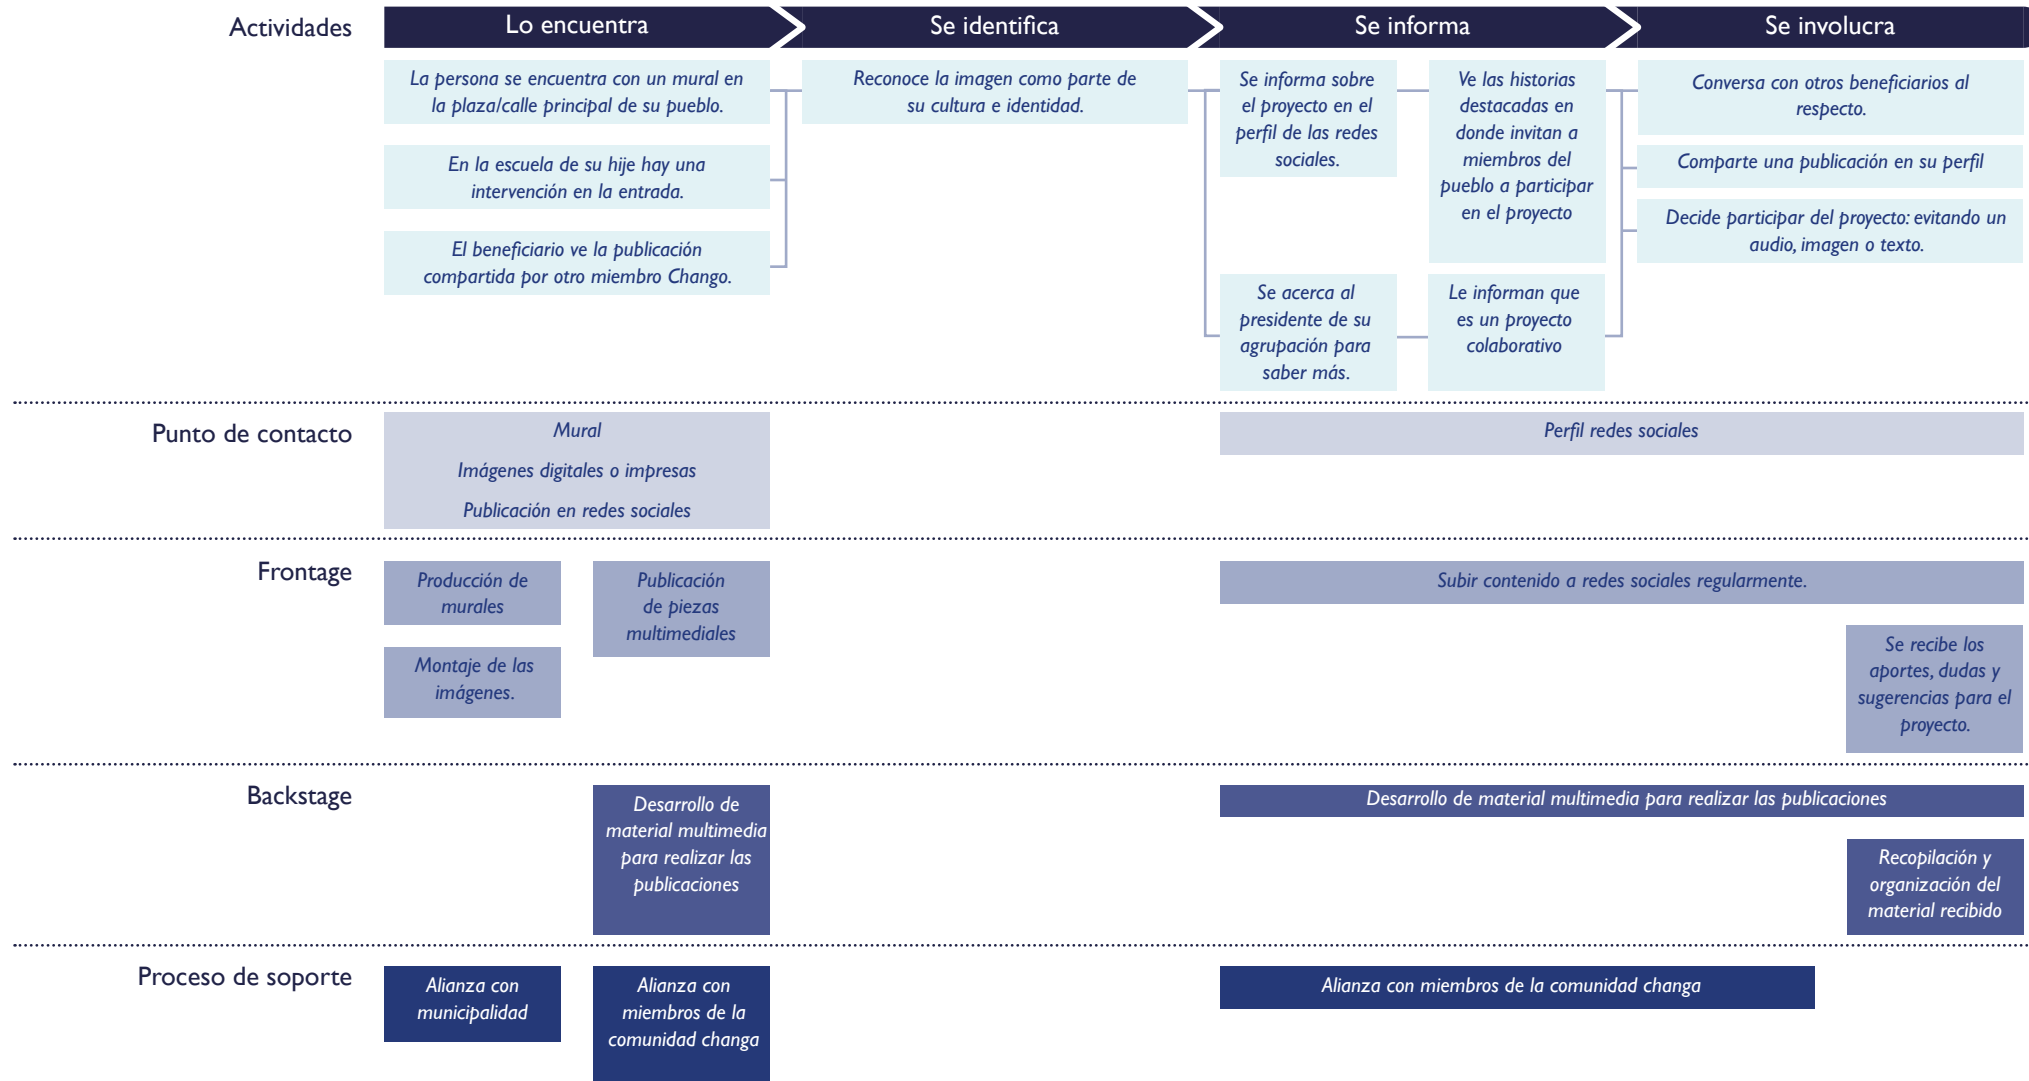 Actividades
Lo encuentra
Se identifica
Se informa
Se involucra
La persona se encuentra con un mural en
la plaza/calle principal de su pueblo.
En la escuela de su hije hay una
intervención en la entrada.
El beneficiario ve la publicación
compartida por otro miembro Chango.
Reconoce la imagen como parte de
su cultura e identidad.
Se informa sobre
el proyecto en el
perfil de las redes
sociales.
Ve las historias
destacadas en
donde invitan a
miembros del
pueblo a participar
en el proyecto
Se acerca al
presidente de su
agrupación para
saber más.
Le informan que
es un proyecto
colaborativo
Conversa con otros beneficiarios al
respecto.
Comparte una publicación en su perfil
Decide participar del proyecto: evitando un
audio, imagen o texto.
Punto de contacto
Mural
Imágenes digitales o impresas
Publicación en redes sociales
Perfil redes sociales
Frontage
Producción de
murales
Montaje de las
imágenes.
Publicación
de piezas
multimediales
Subir contenido a redes sociales regularmente.
Se recibe los
aportes, dudas y
sugerencias para el
proyecto.
Backstage
Desarrollo de
material multimedia
para realizar las
publicaciones
Desarrollo de material multimedia para realizar las publicaciones
Recopilación y
organización del
material recibido
Proceso de soporte
Alianza con
municipalidad
Alianza con
miembros de la
comunidad changa
Alianza con miembros de la comunidad changa